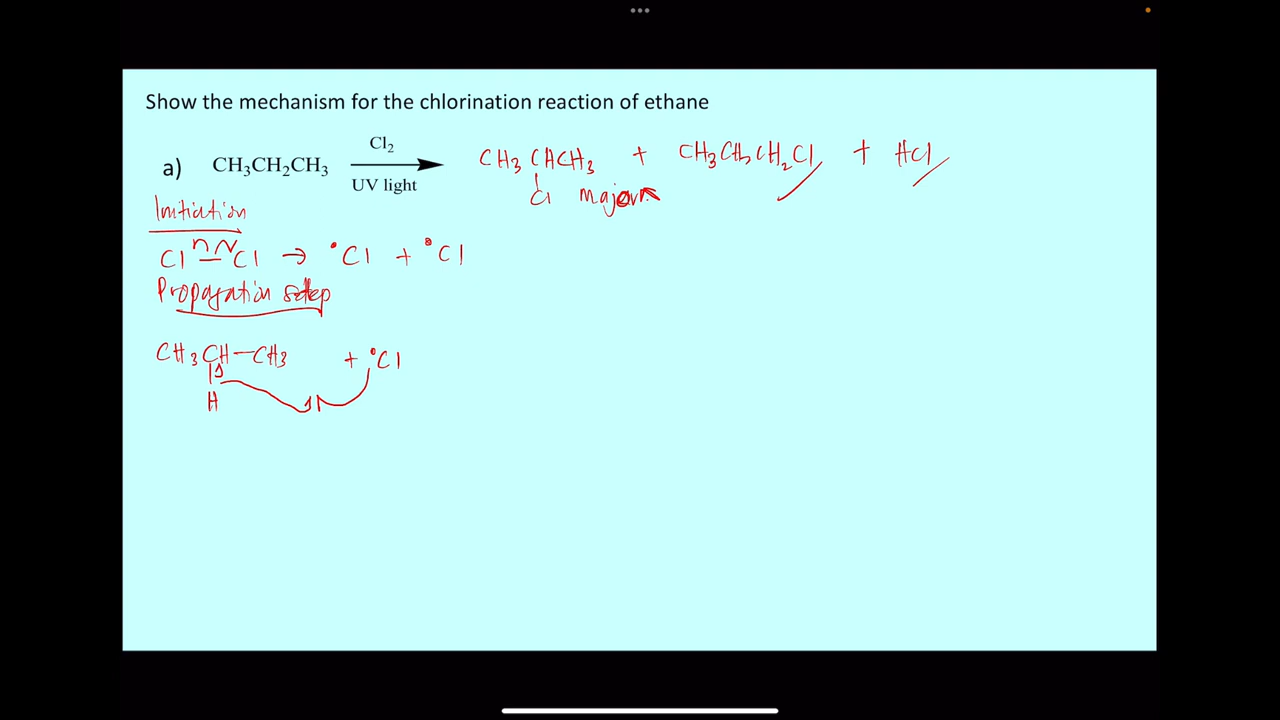 Show the mechanism for the chlorination reaction of ethane
a) CH₃CH₂CH₃ Cl₂ UV light CH₃CHCH₃ + CH₃CH₂CH₂Cl + HCl
Cl Major
Initiation
Cl — Cl → •Cl + •Cl
Propagation step
CH₃CH—CH₃ + •Cl
H